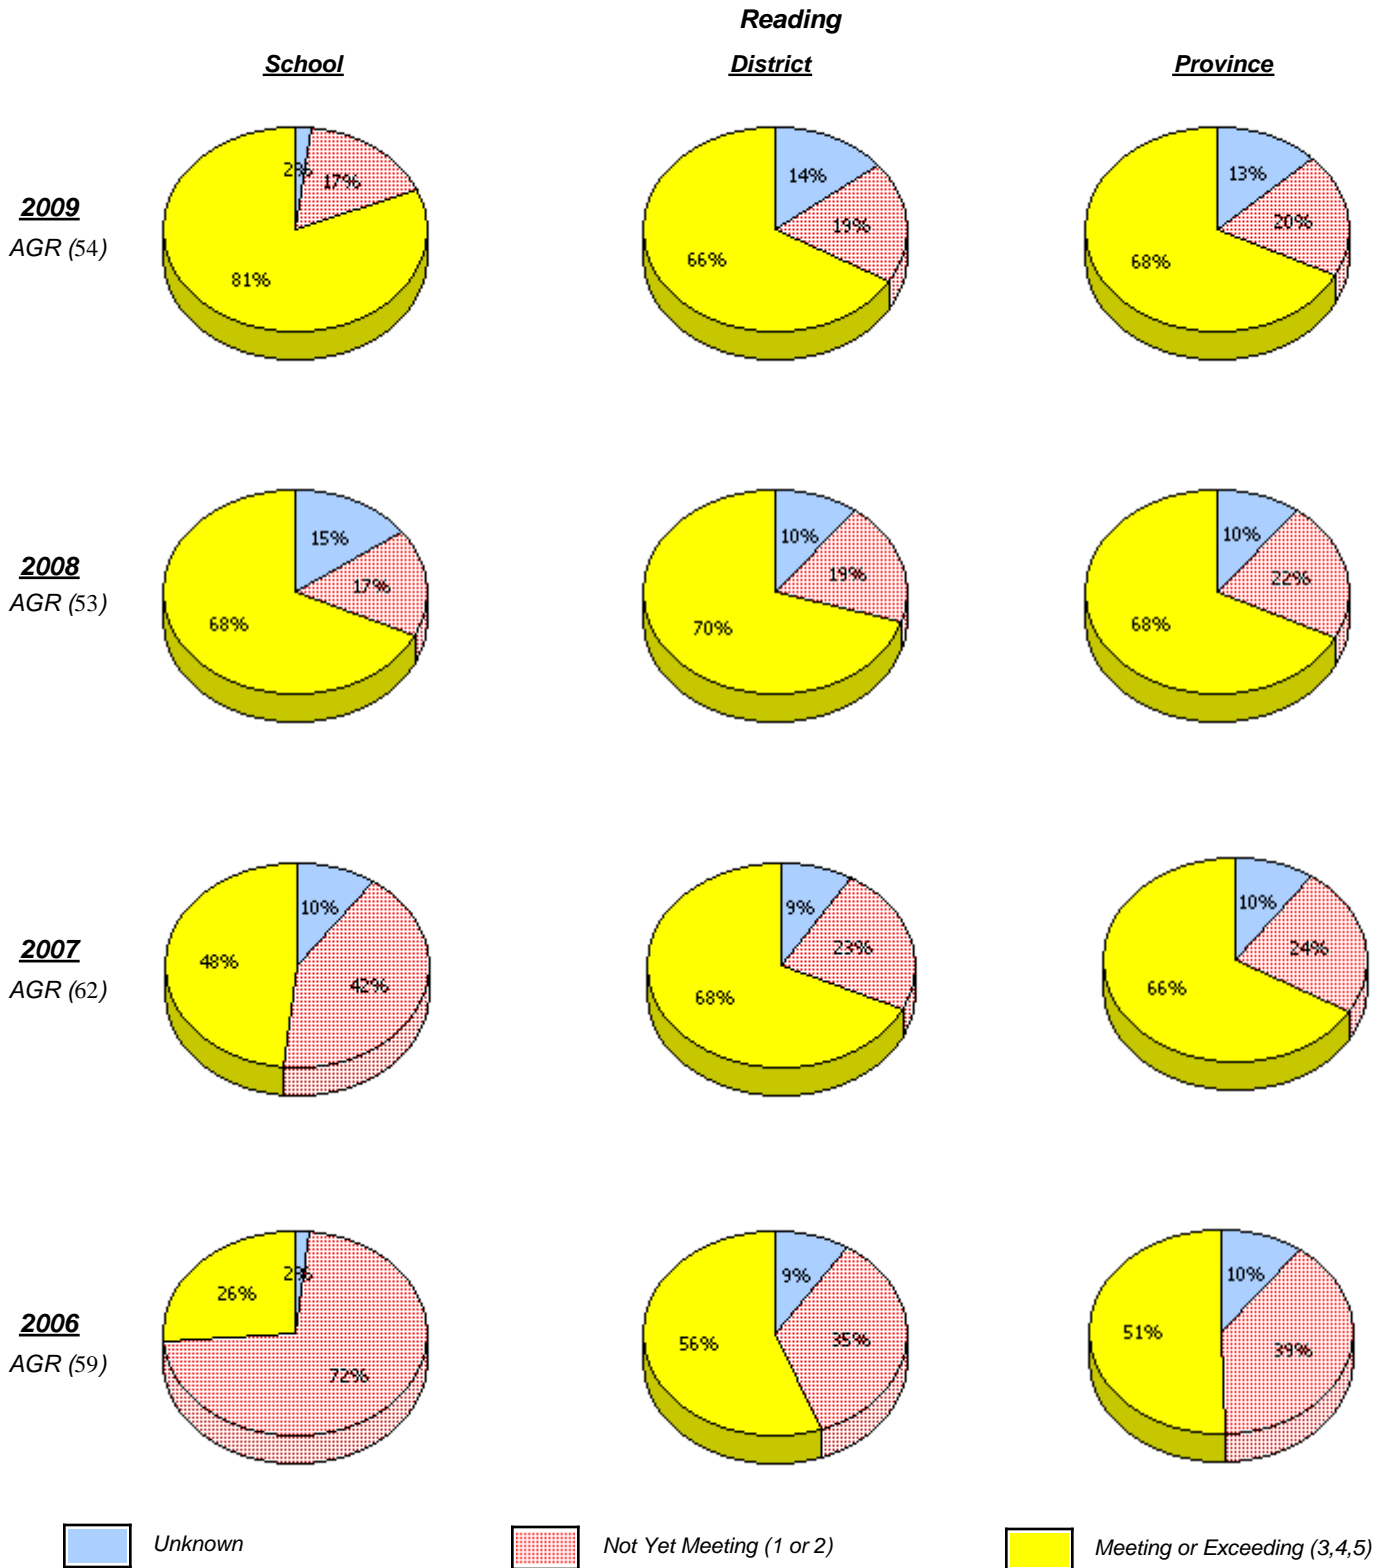 Reading
School District Province
2009
AGR (54)
2% 17% 81%
14% 19% 66%
13% 20% 68%
2008
AGR (53)
15% 17% 68%
10% 19% 70%
10% 22% 68%
2007
AGR (62)
10% 42% 48%
9% 23% 68%
10% 24% 66%
2006
AGR (59)
2% 26% 72%
9% 35% 56%
10% 39% 51%
Unknown Not Yet Meeting (1 or 2) Meeting or Exceeding (3,4,5)